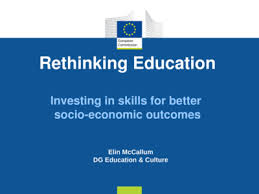 European
Commission
Rethinking Education
Investing in skills for better
socio-economic outcomes
Elin McCallum
DG Education & Culture